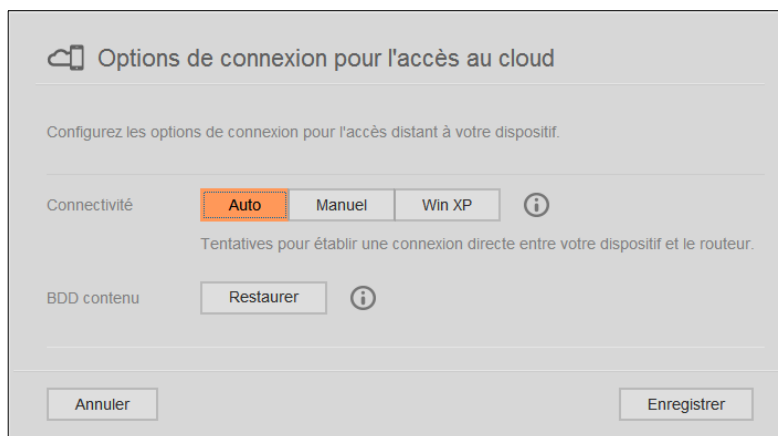 Options de connexion pour l'accès au cloud
Configurez les options de connexion pour l'accès distant à votre dispositif.
Connectivité Auto Manuel Win XP
Tentatives pour établir une connexion directe entre votre dispositif et le routeur.
BDD contenu Restaurer
Annuler Enregistrer